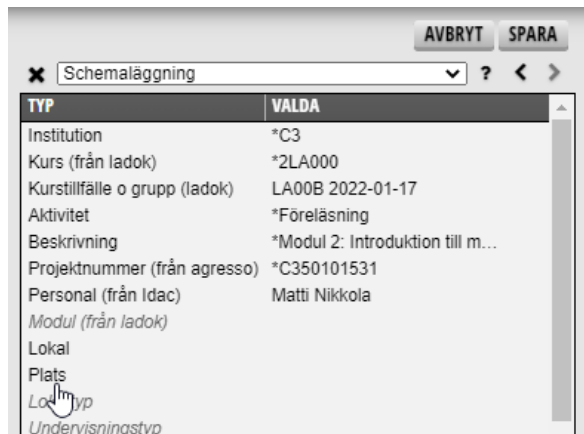 AVBRYT SPARA
Schemaläggning ?
TYP VALDA
Institution *C3
Kurs (från ladok) *2LA000
Kurstillfälle o grupp (ladok) LA00B 2022-01-17
Aktivitet *Föreläsning
Beskrivning *Modul 2: Introduktion till m...
Projektnummer (från agresso) *C350101531
Personal (från Idac) Matti Nikkola
Modul (från ladok)
Lokal
Plats
Undervisningstyp